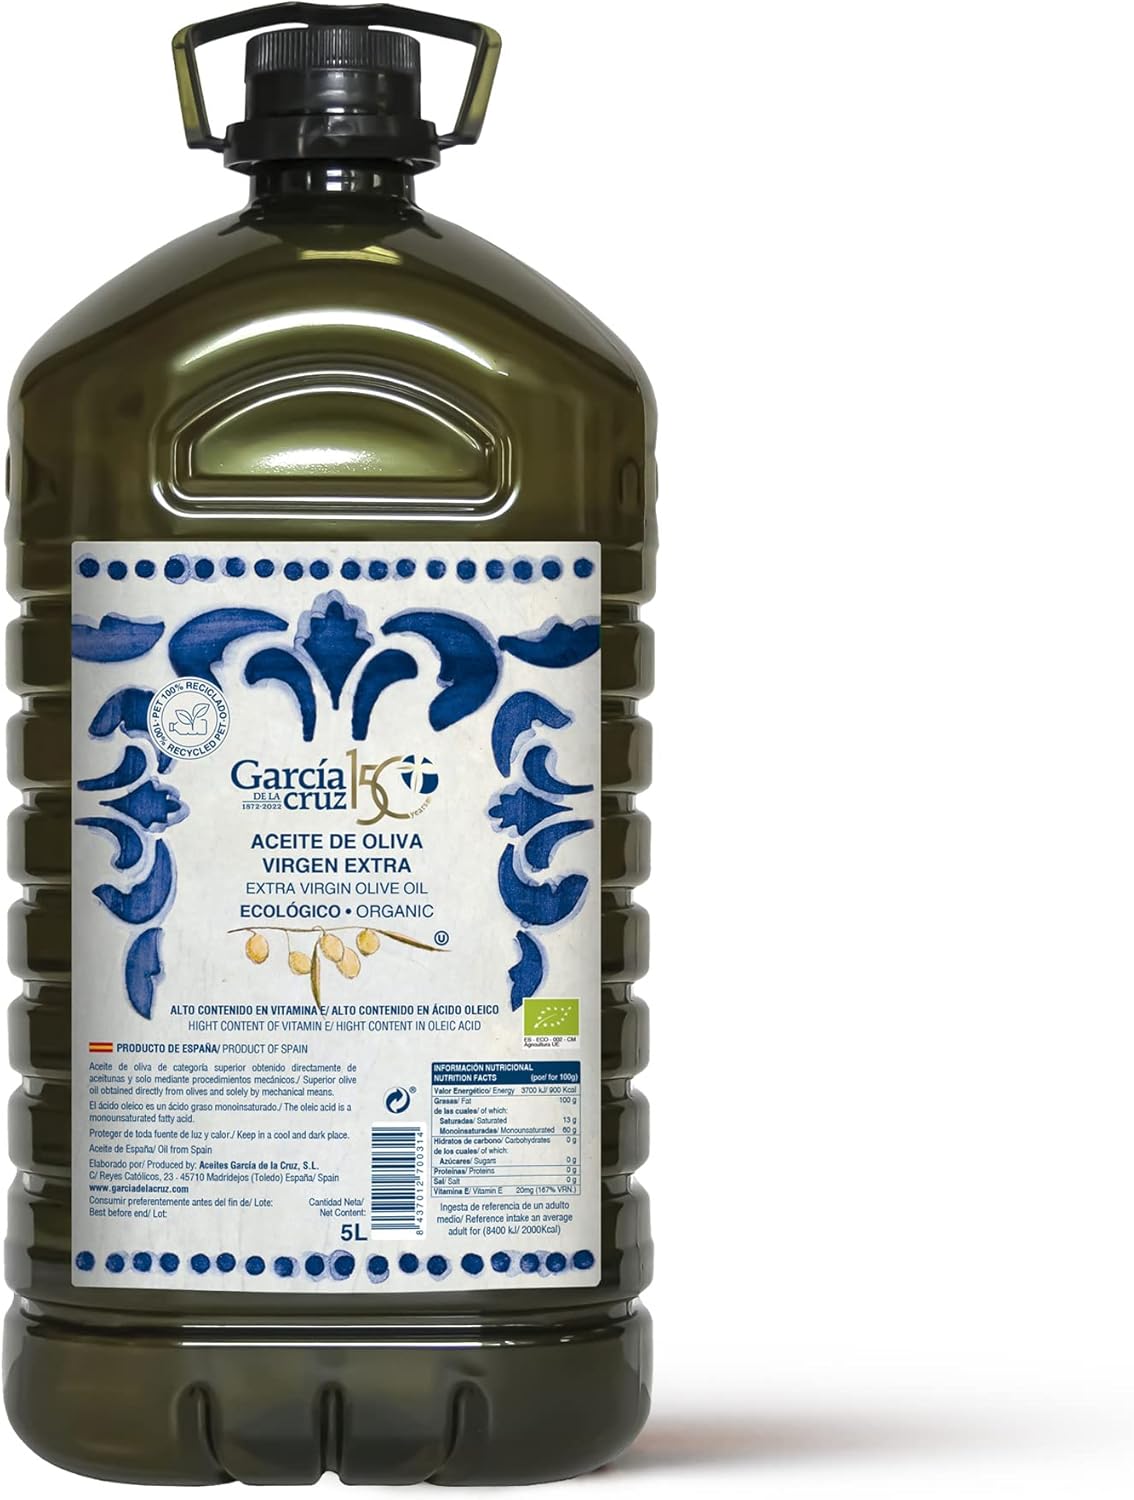 PET 100% RECICLADO
100% RECYCLED PET
García
DE LA
1872-2022 cruz
150
years
ACEITE DE OLIVA
VIRGEN EXTRA
EXTRA VIRGIN OLIVE OIL
ECOLÓGICO • ORGANIC
U
ALTO CONTENIDO EN VITAMINA E/ ALTO CONTENIDO EN ÁCIDO OLEICO
HIGHT CONTENT OF VITAMIN E/ HIGHT CONTENT IN OLEIC ACID
ES - ECO - 002 - CM
Agricultura UE
PRODUCTO DE ESPAÑA/ PRODUCT OF SPAIN
Aceite de oliva de categoría superior obtenido directamente de
aceitunas y solo mediante procedimientos mecánicos./ Superior olive
oil obtained directly from olives and solely by mechanical means.
El ácido oleico es un ácido graso monoinsaturado./ The oleic acid is a
monounsaturated fatty acid.
Proteger de toda fuente de luz y calor./ Keep in a cool and dark place.
Aceite de España/ Oil from Spain
Elaborado por/ Produced by: Aceites García de la Cruz, S.L.
C/ Reyes Católicos, 23 - 45710 Madridejos (Toledo) España/ Spain
www.garciadelacruz.com
Consumir preferentemente antes del fin de/ Lote:
Best before end/ Lot:
Cantidad Neta/
Net Content:
5L
8 437012 700314
INFORMACIÓN NUTRICIONAL
NUTRITION FACTS (por/ for 100g)
Valor Energético/ Energy 3700 kJ/ 900 Kcal
Grasas/ Fat 100 g
de las cuales/ of which:
Saturadas/ Saturated 13 g
Monoinsaturadas/ Monounsaturated 60 g
Hidratos de carbono/ Carbohydrates 0 g
de los cuales/ of which:
Azúcares/ Sugars 0 g
Proteínas/ Proteins 0 g
Sal/ Salt 0 g
Vitamina E/ Vitamin E 20mg (167% VRN.)
Ingesta de referencia de un adulto
medio/ Reference intake an average
adult for (8400 kJ/ 2000Kcal)